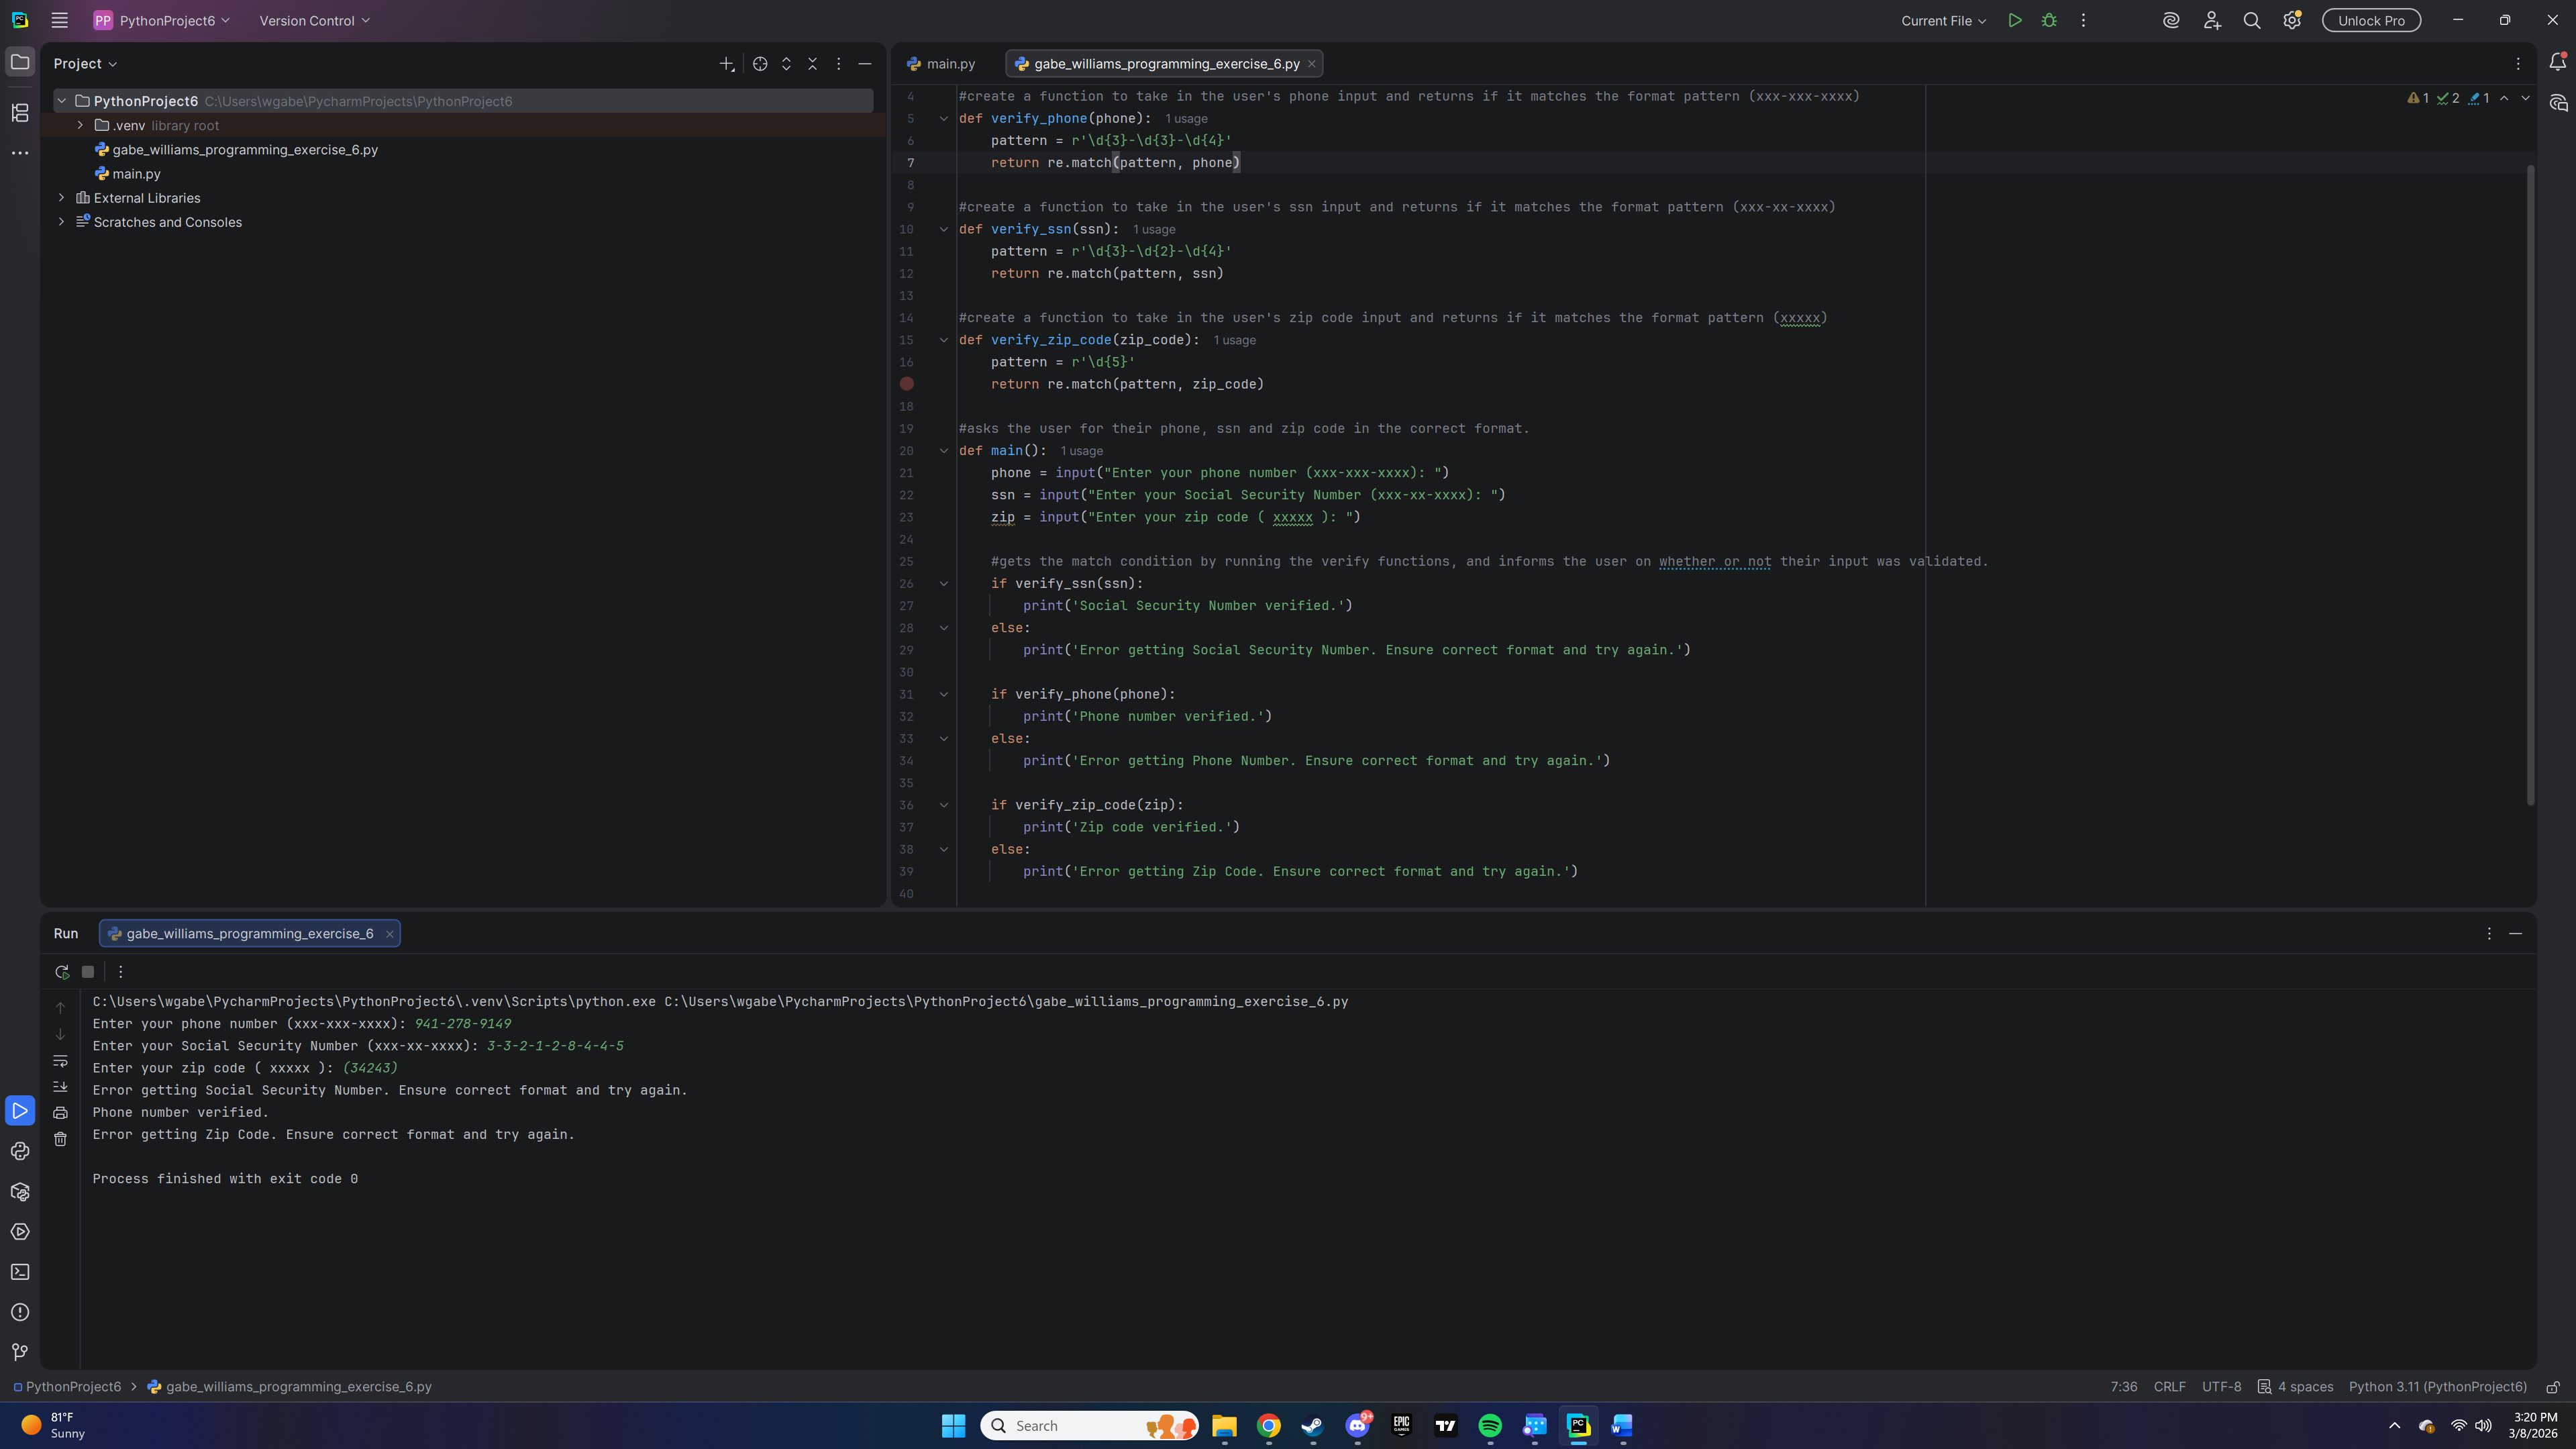 PP PythonProject6 Version Control Current File Unlock Pro
Project
PythonProject6 C:\Users\wgabe\PycharmProjects\PythonProject6
.venv library root
gabe_williams_programming_exercise_6.py
main.py
External Libraries
Scratches and Consoles
main.py gabe_williams_programming_exercise_6.py
1 2 1
4 #create a function to take in the user's phone input and returns if it matches the format pattern (xxx-xxx-xxxx)
5 def verify_phone(phone): 1 usage
6 pattern = r'\d{3}-\d{3}-\d{4}'
7 return re.match(pattern, phone)
8
9 #create a function to take in the user's ssn input and returns if it matches the format pattern (xxx-xx-xxxx)
10 def verify_ssn(ssn): 1 usage
11 pattern = r'\d{3}-\d{2}-\d{4}'
12 return re.match(pattern, ssn)
13
14 #create a function to take in the user's zip code input and returns if it matches the format pattern (xxxxx)
15 def verify_zip_code(zip_code): 1 usage
16 pattern = r'\d{5}'
return re.match(pattern, zip_code)
18
19 #asks the user for their phone, ssn and zip code in the correct format.
20 def main(): 1 usage
21 phone = input("Enter your phone number (xxx-xxx-xxxx): ")
22 ssn = input("Enter your Social Security Number (xxx-xx-xxxx): ")
23 zip = input("Enter your zip code ( xxxxx ): ")
24
25 #gets the match condition by running the verify functions, and informs the user on whether or not their input was validated.
26 if verify_ssn(ssn):
27 print('Social Security Number verified.')
28 else:
29 print('Error getting Social Security Number. Ensure correct format and try again.')
30
31 if verify_phone(phone):
32 print('Phone number verified.')
33 else:
34 print('Error getting Phone Number. Ensure correct format and try again.')
35
36 if verify_zip_code(zip):
37 print('Zip code verified.')
38 else:
39 print('Error getting Zip Code. Ensure correct format and try again.')
40
Run gabe_williams_programming_exercise_6
C:\Users\wgabe\PycharmProjects\PythonProject6\.venv\Scripts\python.exe C:\Users\wgabe\PycharmProjects\PythonProject6\gabe_williams_programming_exercise_6.py
Enter your phone number (xxx-xxx-xxxx): 941-278-9149
Enter your Social Security Number (xxx-xx-xxxx): 3-3-2-1-2-8-4-4-5
Enter your zip code ( xxxxx ): (34243)
Error getting Social Security Number. Ensure correct format and try again.
Phone number verified.
Error getting Zip Code. Ensure correct format and try again.
Process finished with exit code 0
PythonProject6 > gabe_williams_programming_exercise_6.py 7:36 CRLF UTF-8 4 spaces Python 3.11 (PythonProject6)
81°F
Sunny
Search
9+
EPIC GAMES
PC
W
3:20 PM
3/8/2026